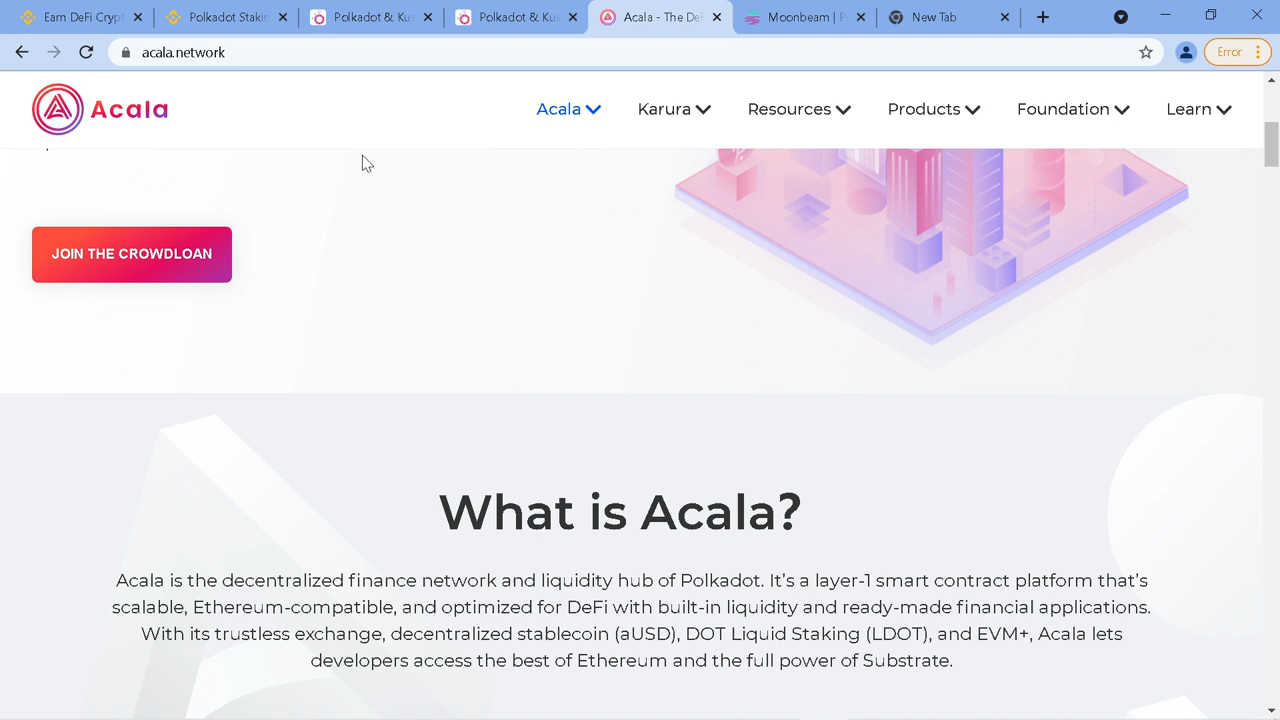 Earn DeFi Crypt
Polkadot Stakin
Polkadot & Kus
Polkadot & Kus
Acala - The DeF
Moonbeam | P
New Tab
acala.network
Error
Acala
Acala
Karura
Resources
Products
Foundation
Learn
JOIN THE CROWDLOAN
What is Acala?
Acala is the decentralized finance network and liquidity hub of Polkadot. It's a layer-1 smart contract platform that's
scalable, Ethereum-compatible, and optimized for DeFi with built-in liquidity and ready-made financial applications.
With its trustless exchange, decentralized stablecoin (aUSD), DOT Liquid Staking (LDOT), and EVM+, Acala lets
developers access the best of Ethereum and the full power of Substrate.